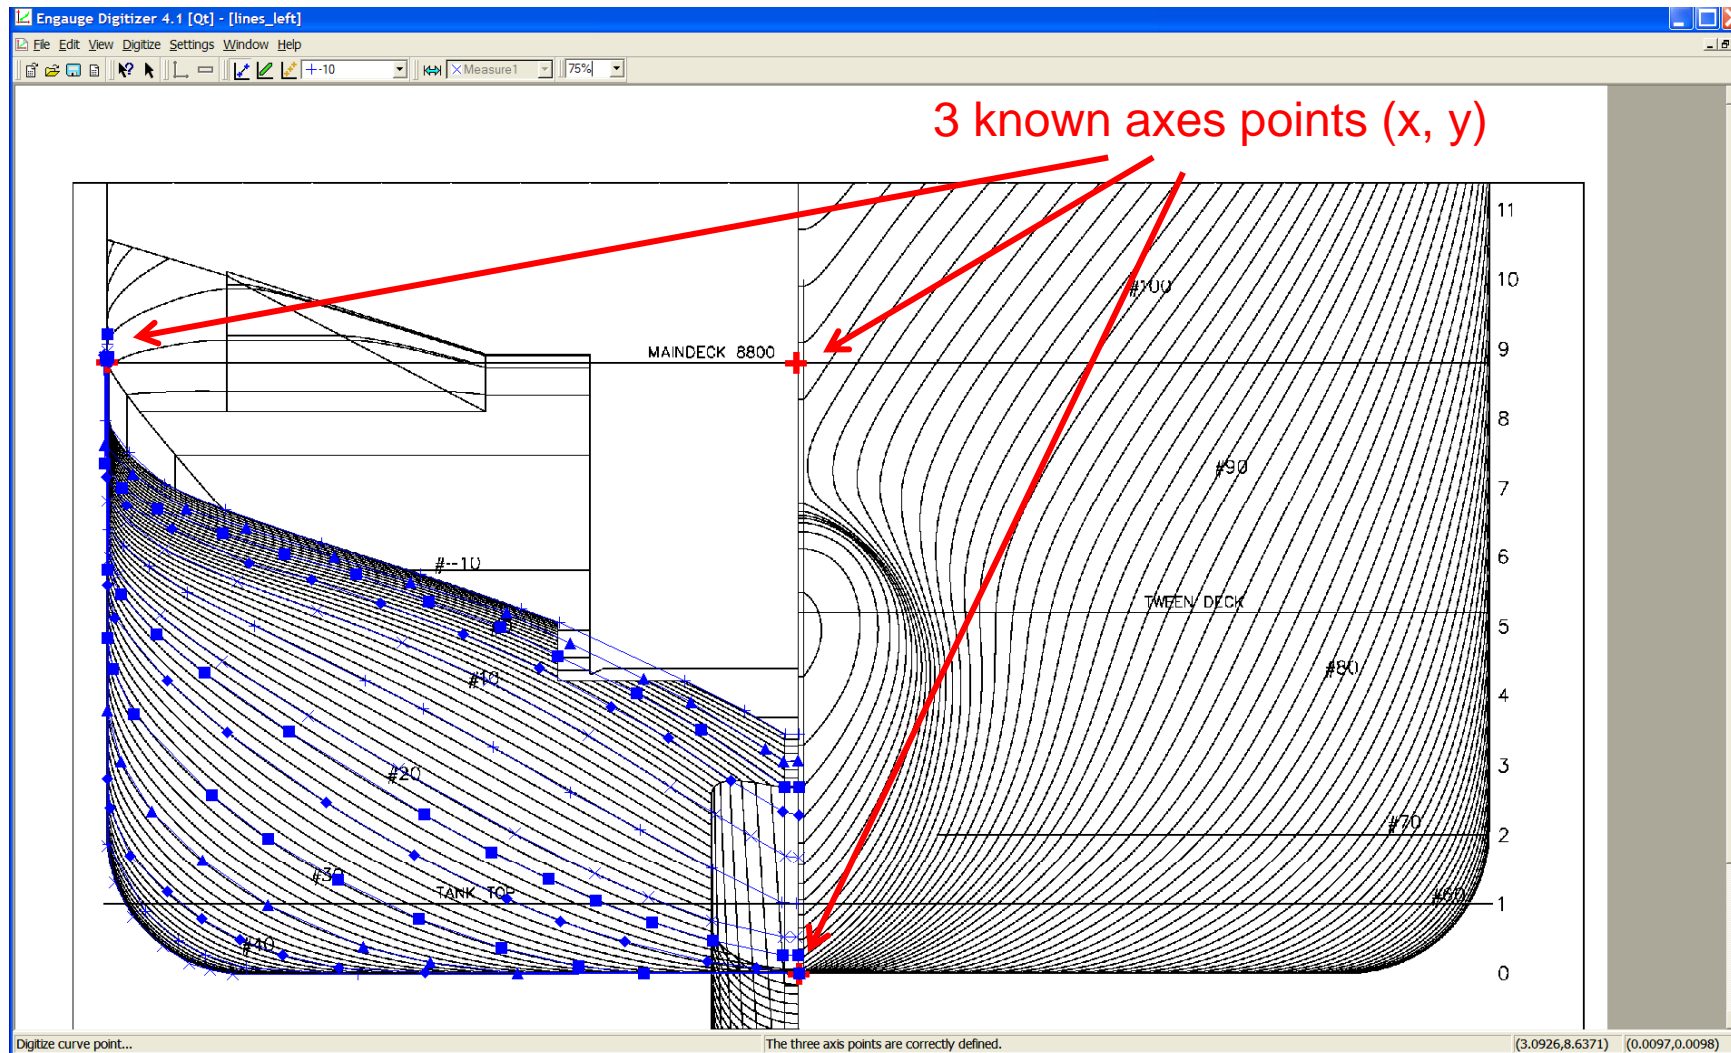 Engauge Digitizer 4.1 [Qt] - [lines_left]
File Edit View Digitize Settings Window Help
+-10
Measure1
75%
3 known axes points (x, y)
11
#100
10
MAINDECK 8800
9
8
#90
7
#--10
6
TWEEN DECK
5
#10
#80
4
#20
3
#70
2
#30
TANK TOP
#60
1
#40
0
Digitize curve point...
The three axis points are correctly defined.
(3.0926,8.6371)
(0.0097,0.0098)